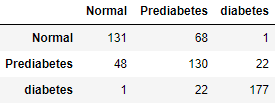 Normal Prediabetes diabetes
Normal 131 68 1
Prediabetes 48 130 22
diabetes 1 22 177